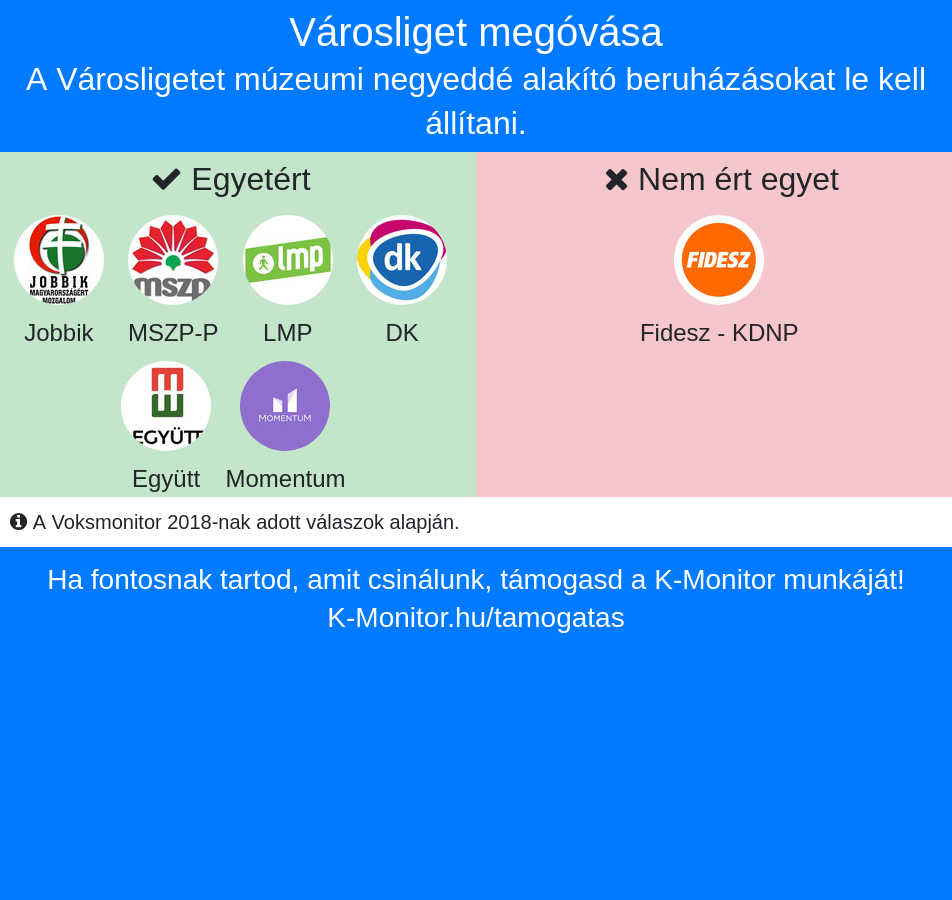 Városliget megóvása
A Városligetet múzeumi negyeddé alakító beruházásokat le kell
állítani.
Egyetért
Nem ért egyet
JOBBIK
MAGYARORSZÁGÉRT
MOZGALOM
mszp
lmp
dk
FIDESZ
Jobbik
MSZP-P
LMP
DK
Fidesz - KDNP
EGYÜTT
MOMENTUM
Együtt
Momentum
A Voksmonitor 2018-nak adott válaszok alapján.
Ha fontosnak tartod, amit csinálunk, támogasd a K-Monitor munkáját!
K-Monitor.hu/tamogatas